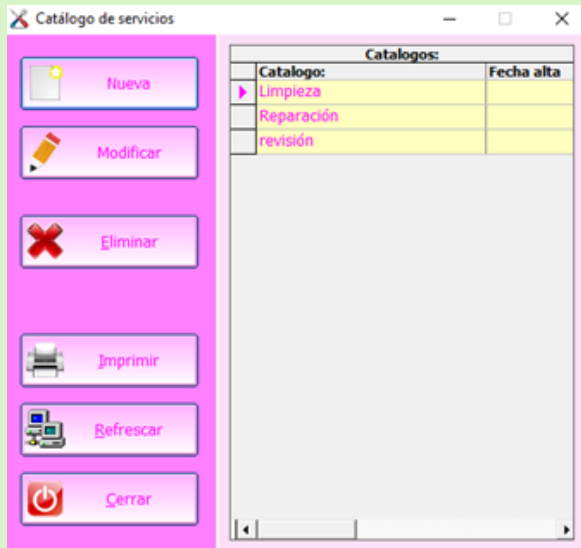 Catálogo de servicios
Nueva
Modificar
Eliminar
Imprimir
Refrescar
Cerrar
Catalogos:
Catalogo: Fecha alta
Limpieza
Reparación
revisión